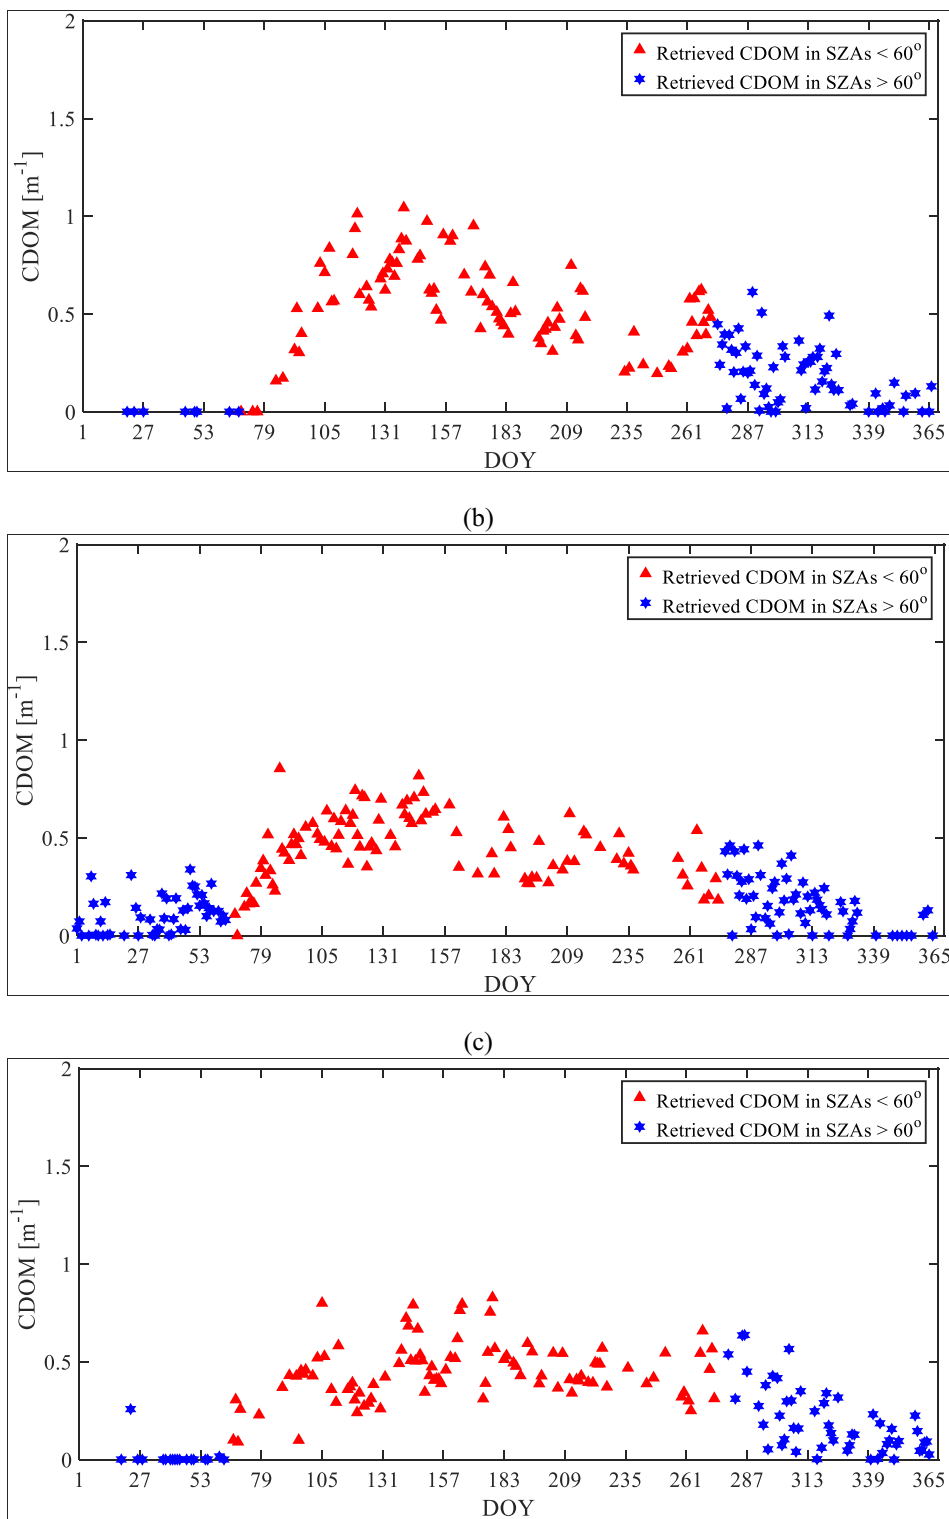 2
Retrieved CDOM in SZAs < 60°
Retrieved CDOM in SZAs > 60°
1.5
1
0.5
0
CDOM [m⁻¹]
1 27 53 79 105 131 157 183 209 235 261 287 313 339 365
DOY
(b)
2
Retrieved CDOM in SZAs < 60°
Retrieved CDOM in SZAs > 60°
1.5
1
0.5
0
CDOM [m⁻¹]
1 27 53 79 105 131 157 183 209 235 261 287 313 339 365
DOY
(c)
2
Retrieved CDOM in SZAs < 60°
Retrieved CDOM in SZAs > 60°
1.5
1
0.5
0
CDOM [m⁻¹]
1 27 53 79 105 131 157 183 209 235 261 287 313 339 365
DOY